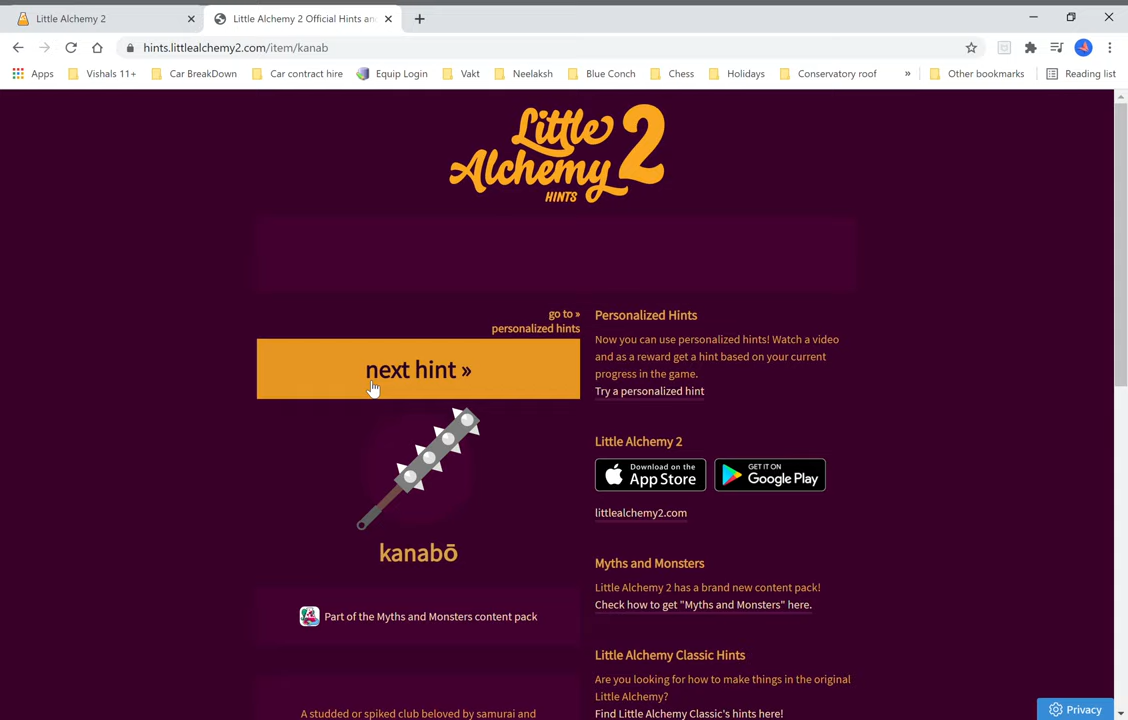 Little Alchemy 2
Little Alchemy 2 Official Hints an
hints.littlealchemy2.com/item/kanab
Apps
Vishals 11+
Car BreakDown
Car contract hire
Equip Login
Vakt
Neelaksh
Blue Conch
Chess
Holidays
Conservatory roof
»
Other bookmarks
Reading list
Little
Alchemy 2
HINTS
go to »
personalized hints
next hint »
kanabō
Part of the Myths and Monsters content pack
A studded or spiked club beloved by samurai and
Personalized Hints
Now you can use personalized hints! Watch a video
and as a reward get a hint based on your current
progress in the game.
Try a personalized hint
Little Alchemy 2
Download on the
App Store
GET IT ON
Google Play
littlealchemy2.com
Myths and Monsters
Little Alchemy 2 has a brand new content pack!
Check how to get "Myths and Monsters" here.
Little Alchemy Classic Hints
Are you looking for how to make things in the original
Little Alchemy?
Find Little Alchemy Classic's hints here!
Privacy